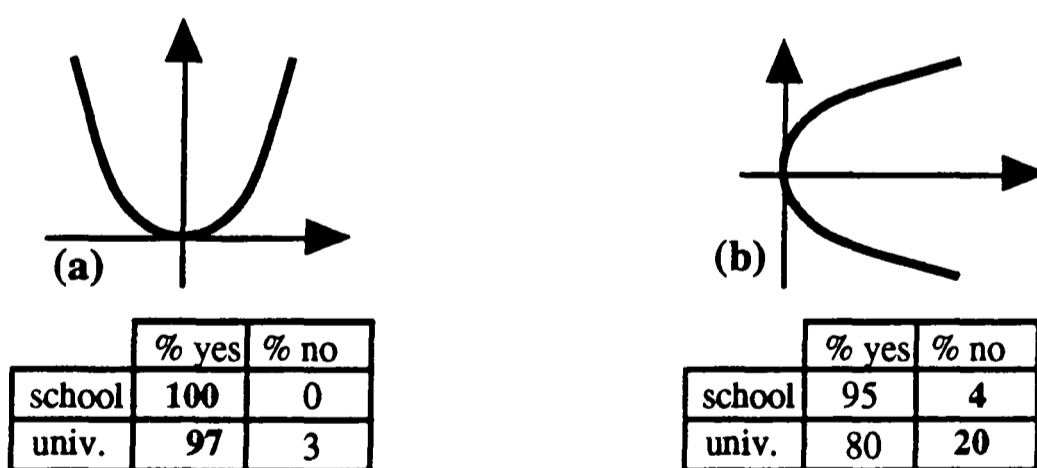 (a)
% yes % no
school 100 0
univ. 97 3
(b)
% yes % no
school 95 4
univ. 80 20